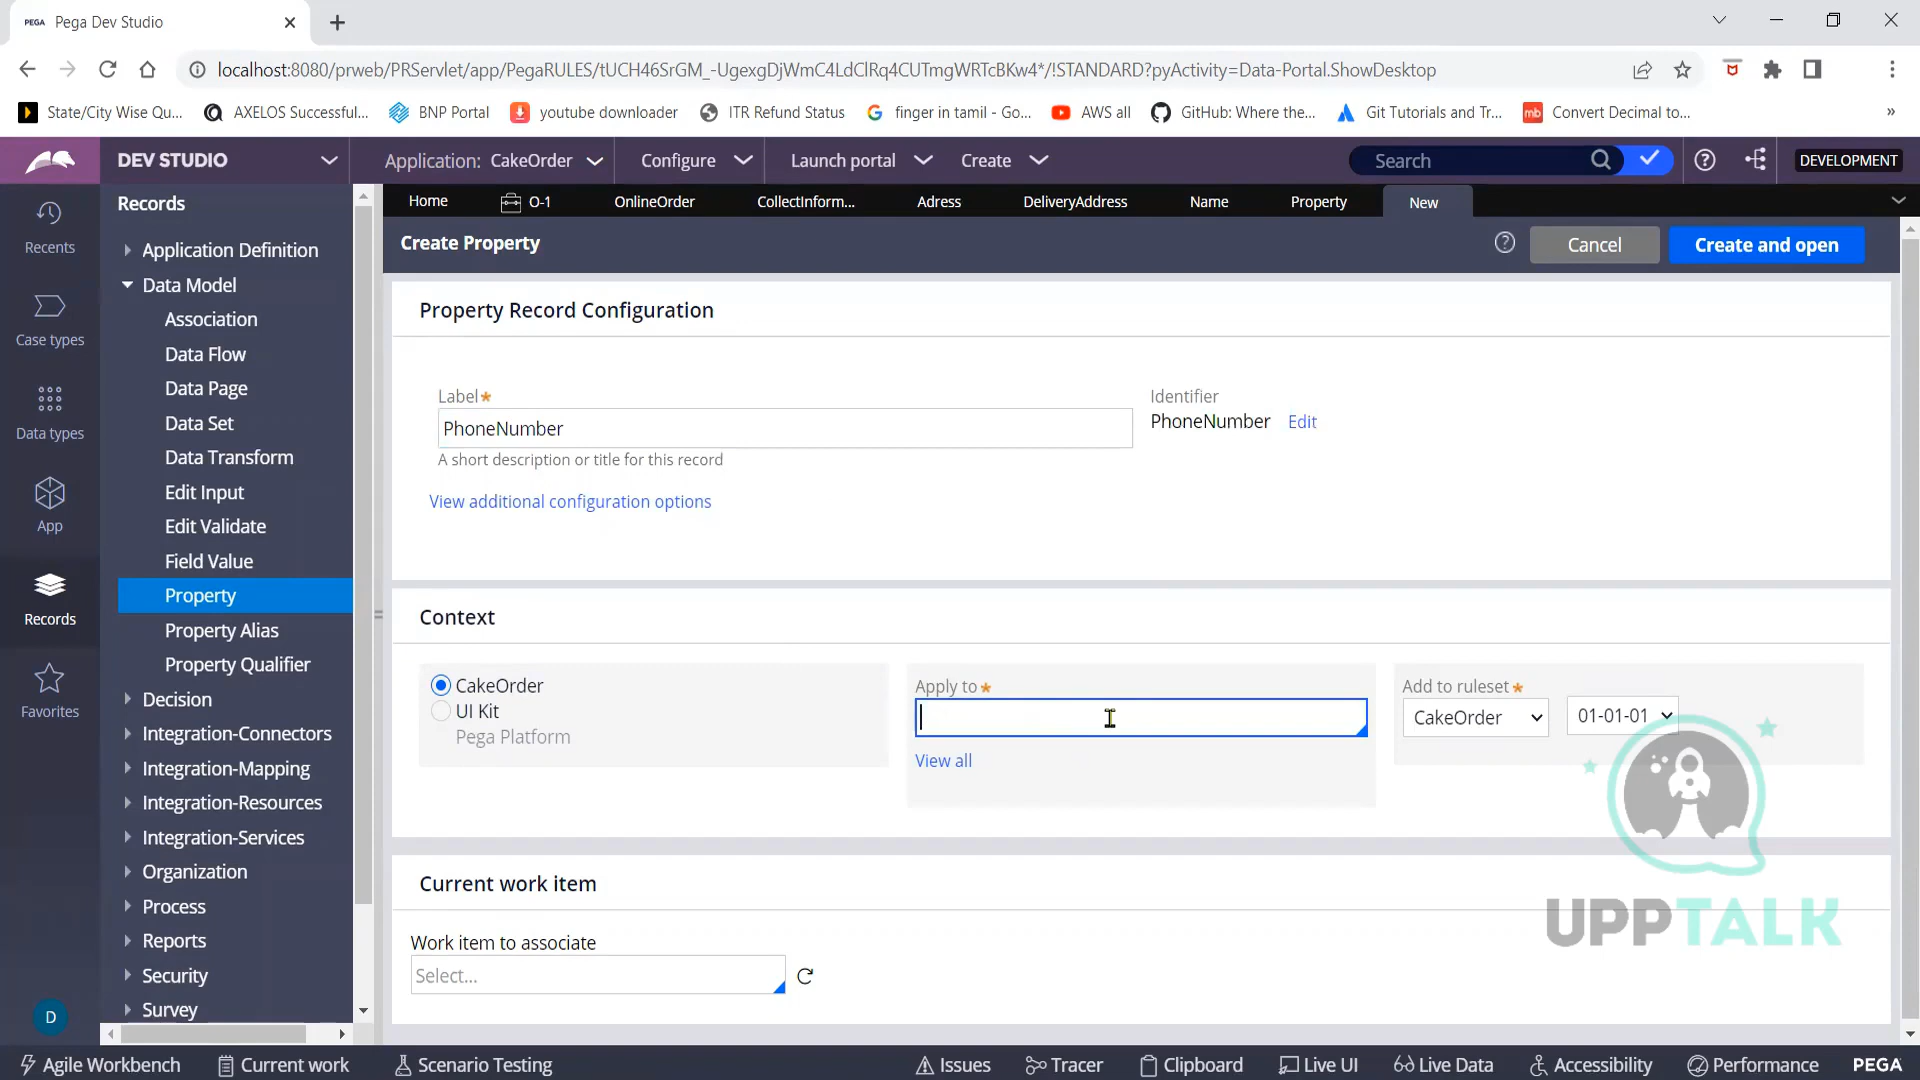 PEGA Pega Dev Studio
localhost:8080/prweb/PRServlet/app/PegaRULES/tUCH46SrGM_-UgexgDjWmC4LdClRq4CUTmgWRTcBKw4*/!STANDARD?pyActivity=Data-Portal.ShowDesktop
State/City Wise Qu... AXELOS Successful... BNP Portal youtube downloader ITR Refund Status finger in tamil - Go... AWS all GitHub: Where the... Git Tutorials and Tr... mb Convert Decimal to... »
DEV STUDIO Application: CakeOrder Configure Launch portal Create Search DEVELOPMENT
Home O-1 OnlineOrder CollectInform... Adress DeliveryAddress Name Property New
Recents
Case types
Data types
App
Records
Favorites
D
Records
Application Definition
Data Model
Association
Data Flow
Data Page
Data Set
Data Transform
Edit Input
Edit Validate
Field Value
Property
Property Alias
Property Qualifier
Decision
Integration-Connectors
Integration-Mapping
Integration-Resources
Integration-Services
Organization
Process
Reports
Security
Survey
Create Property Cancel Create and open
Property Record Configuration
Label* Identifier
PhoneNumber PhoneNumber Edit
A short description or title for this record
View additional configuration options
Context
CakeOrder
UI Kit
Pega Platform
Apply to*
View all
Add to ruleset*
CakeOrder 01-01-01
Current work item
Work item to associate
Select...
UPPTALK
Agile Workbench Current work Scenario Testing Issues Tracer Clipboard Live UI Live Data Accessibility Performance PEGA